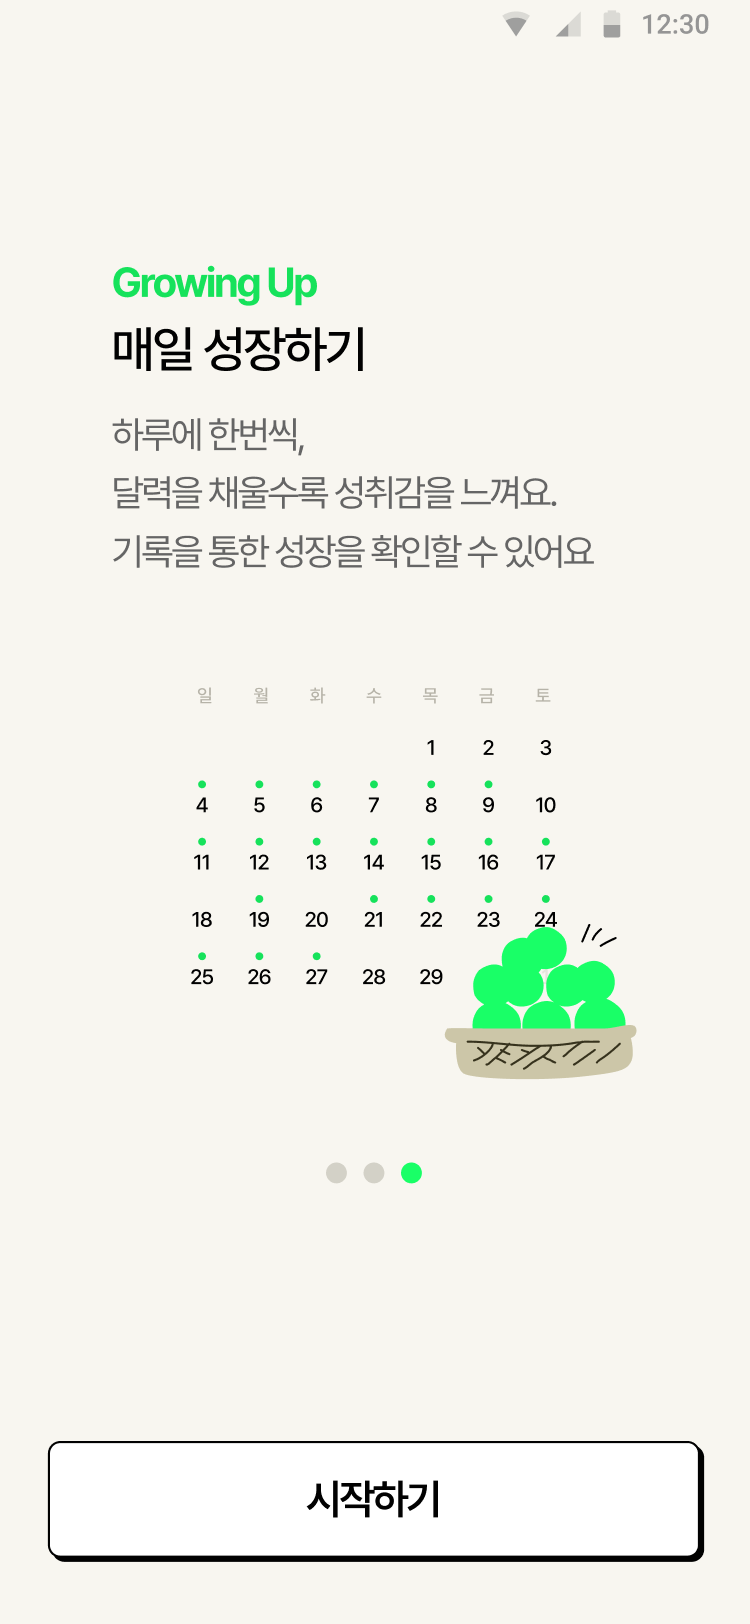 12:30
Growing Up
매일 성장하기
하루에 한번씩,
달력을 채울수록 성취감을 느껴요.
기록을 통한 성장을 확인할 수 있어요
일 월 화 수 목 금 토
1 2 3
4 5 6 7 8 9 10
11 12 13 14 15 16 17
18 19 20 21 22 23 24
25 26 27 28 29
시작하기